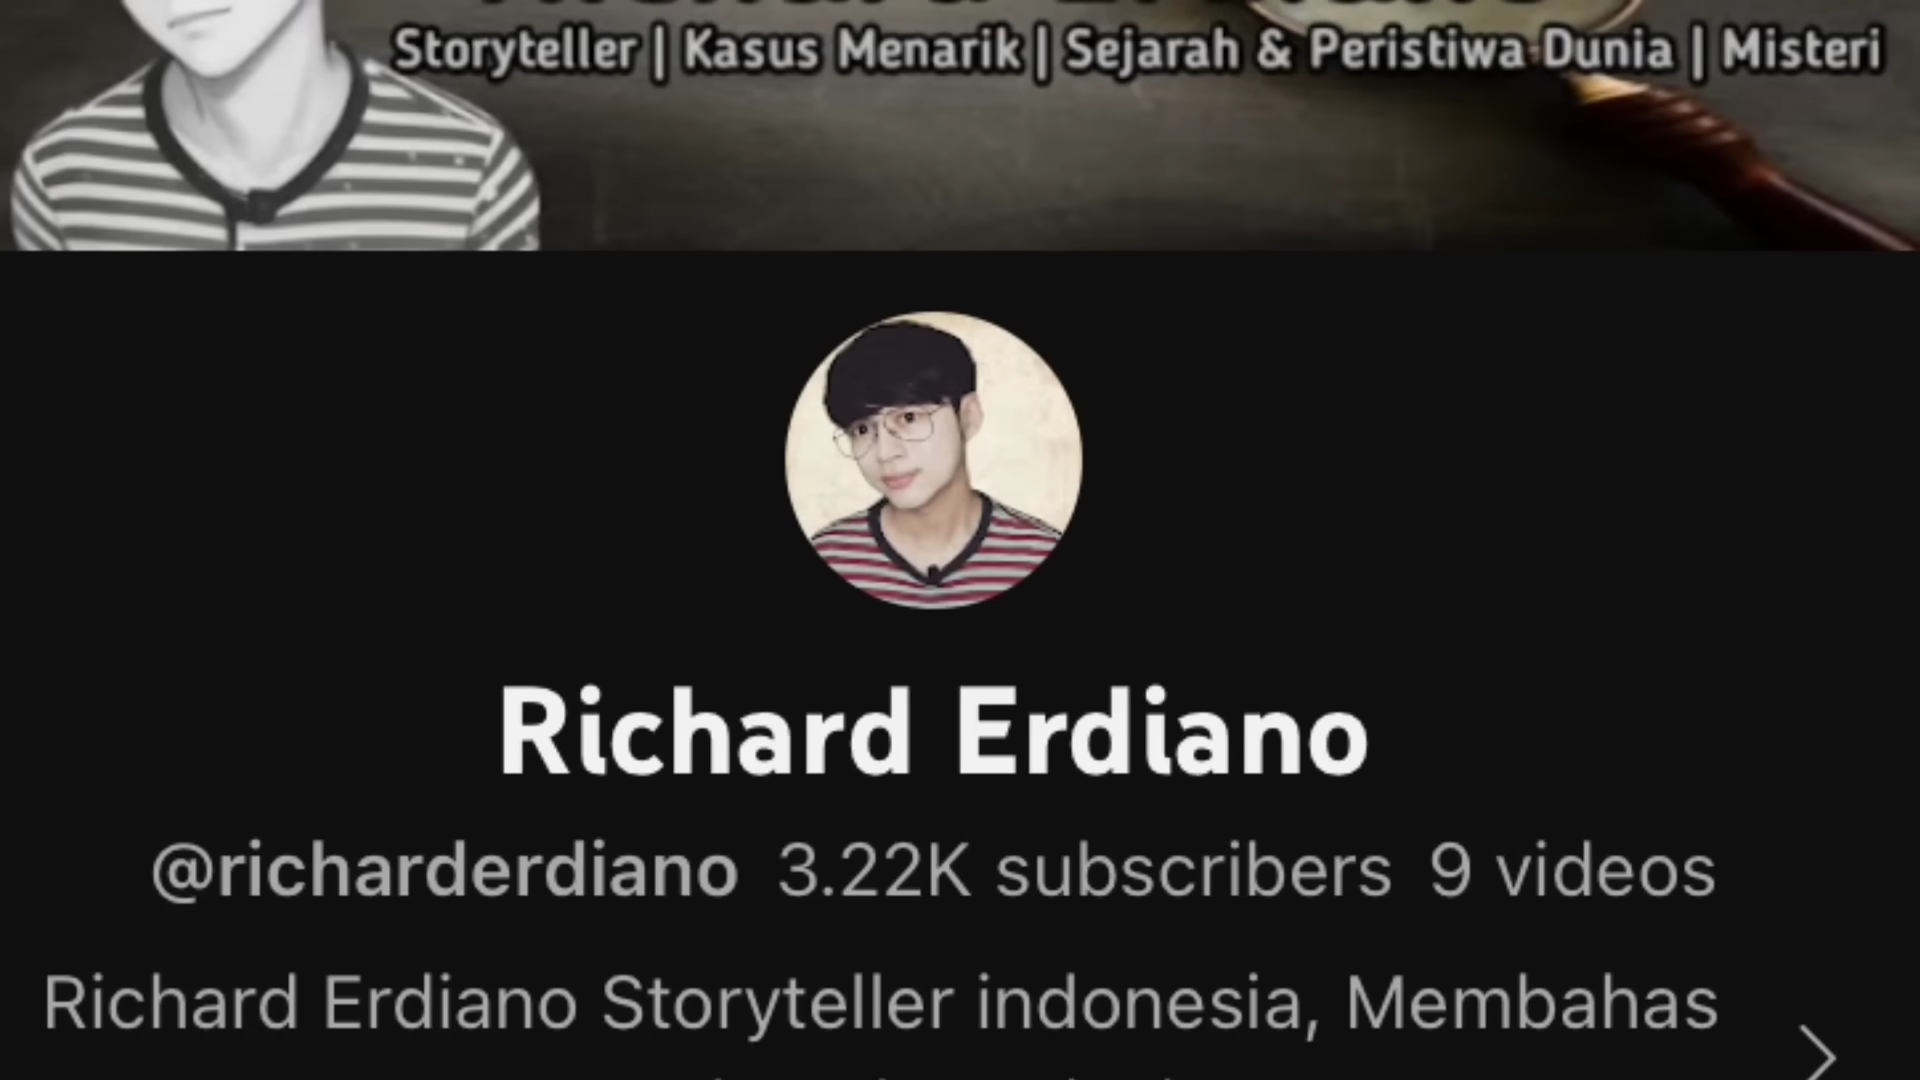 Storyteller | Kasus Menarik | Sejarah & Peristiwa Dunia | Misteri
Richard Erdiano
@richarderdiano 3.22K subscribers 9 videos
Richard Erdiano Storyteller indonesia, Membahas